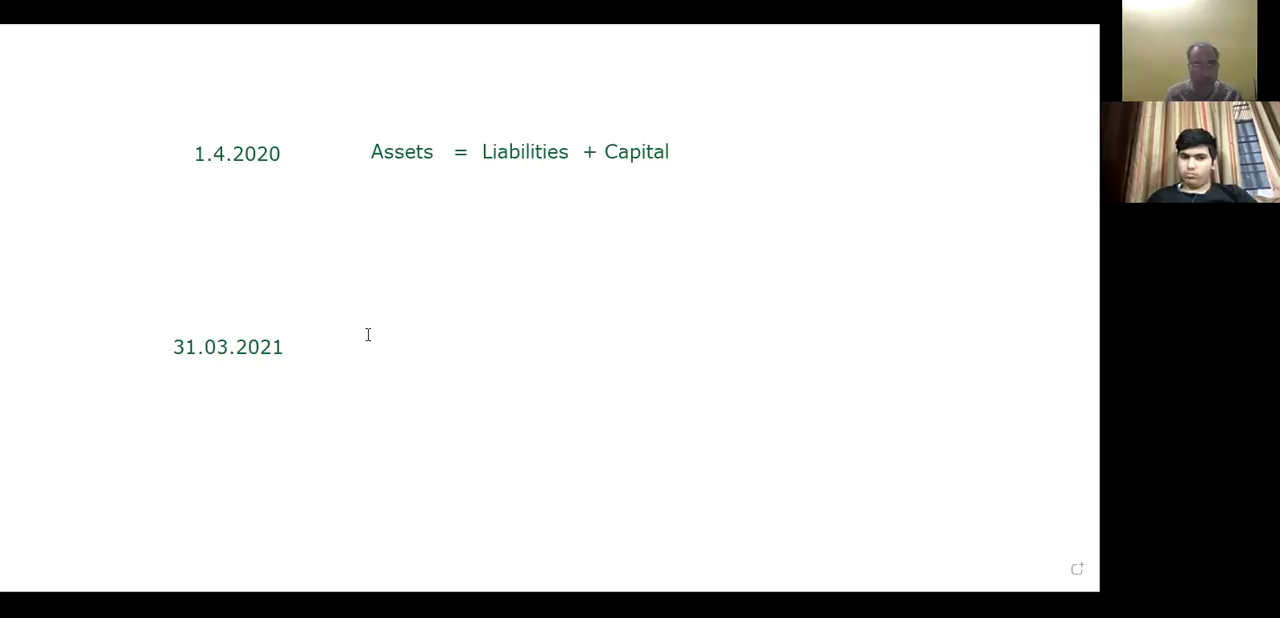 1.4.2020 Assets = Liabilities + Capital
31.03.2021